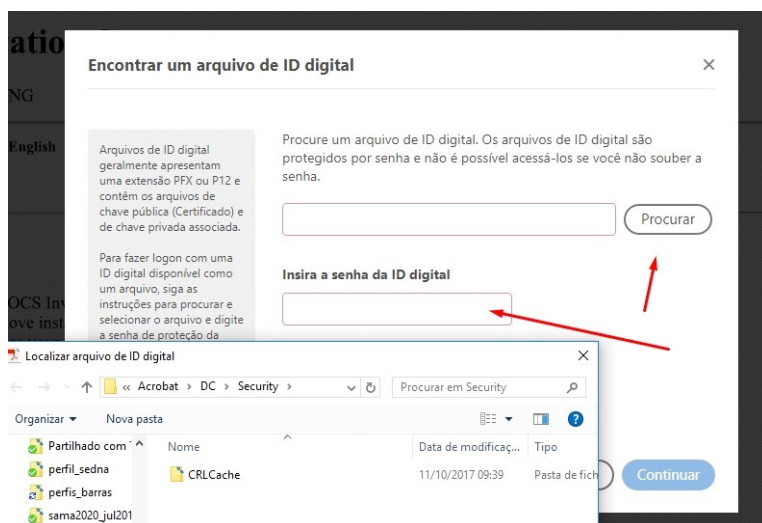 atio
Encontrar um arquivo de ID digital
NG
English
Arquivos de ID digital
geralmente apresentam
uma extensão PFX ou P12 e
contêm os arquivos de
chave pública (Certificado) e
de chave privada associada.
Para fazer logon com uma
ID digital disponível como
um arquivo, siga as
instruções para procurar e
selecionar o arquivo e digite
a senha de proteção da
Procure um arquivo de ID digital. Os arquivos de ID digital são
protegidos por senha e não é possível acessá-los se você não souber a
senha.
Procurar
Insira a senha da ID digital
OCS Inv
ove inst
Localizar arquivo de ID digital
« Acrobat > DC > Security >
Procurar em Security
Organizar
Nova pasta
Partilhado com
perfil_sedna
perfis_barras
sama2020_jul201
Nome
Data de modificaç...
Tipo
CRLCache
11/10/2017 09:39
Pasta de fich
Continuar